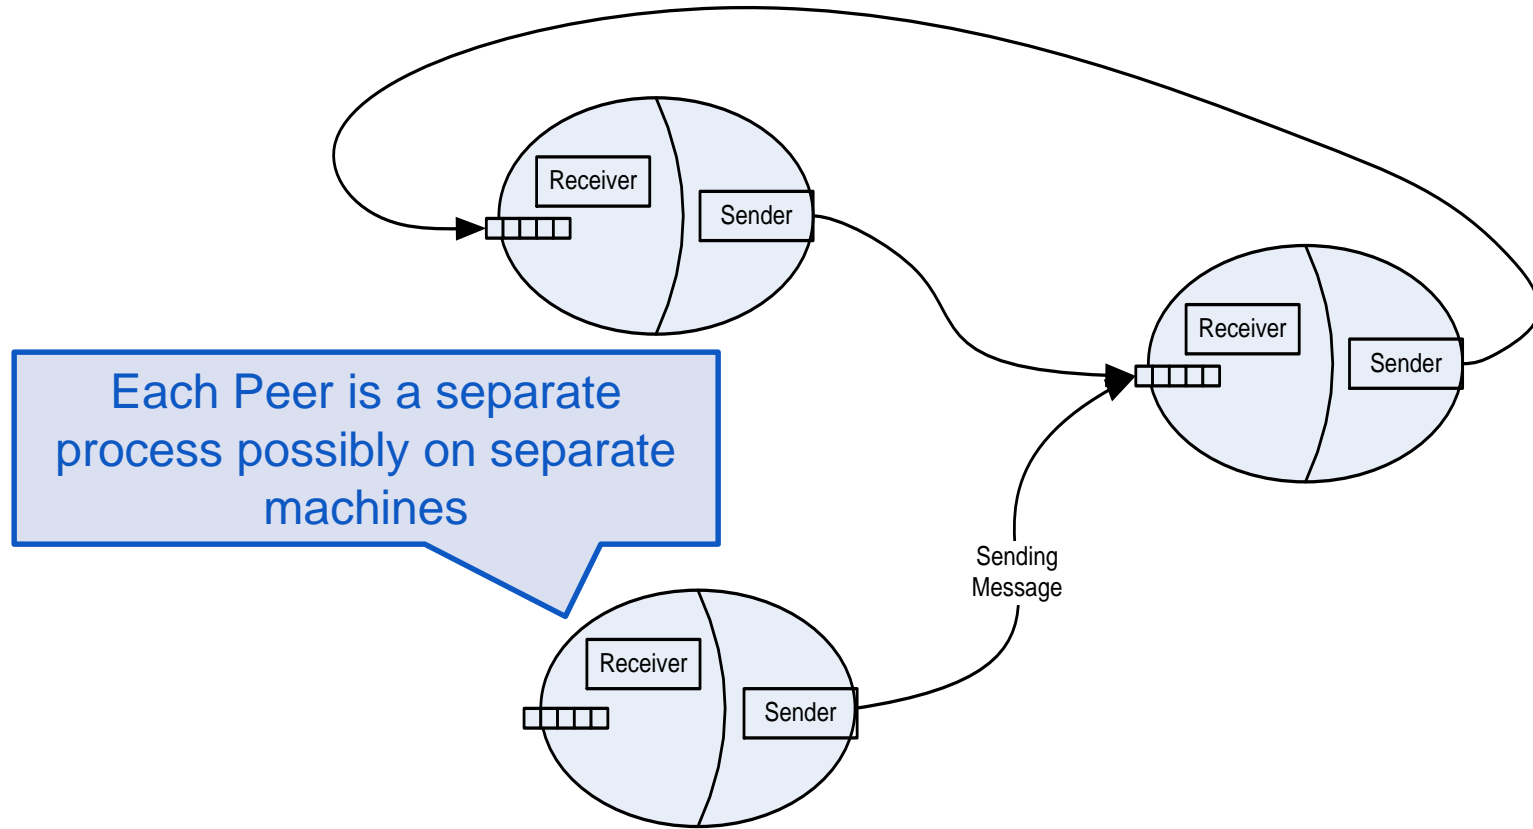 Receiver
Sender
Receiver
Sender
Each Peer is a separate
process possibly on separate
machines
Sending
Message
Receiver
Sender